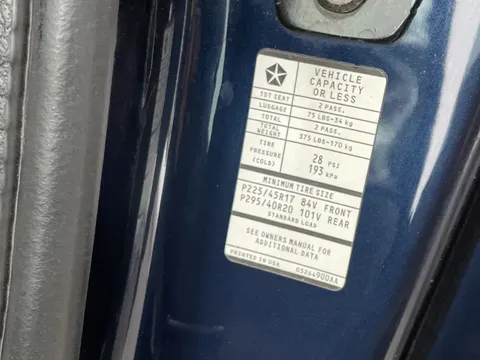 VEHICLE
CAPACITY
OR LESS
1ST SEAT 2 PASS.
LUGGAGE 75 LBS-34 kg
TOTAL 2 PASS.
TOTAL WEIGHT 375 LBS-170 kg
TIRE PRESSURE (COLD) 28 PSI
193 kPa
MINIMUM TIRE SIZE
P225/45R17 84V FRONT
P295/40R20 101V REAR
STANDARD LOAD
SEE OWNERS MANUAL FOR
ADDITIONAL DATA
PRINTED IN USA 05264900AA